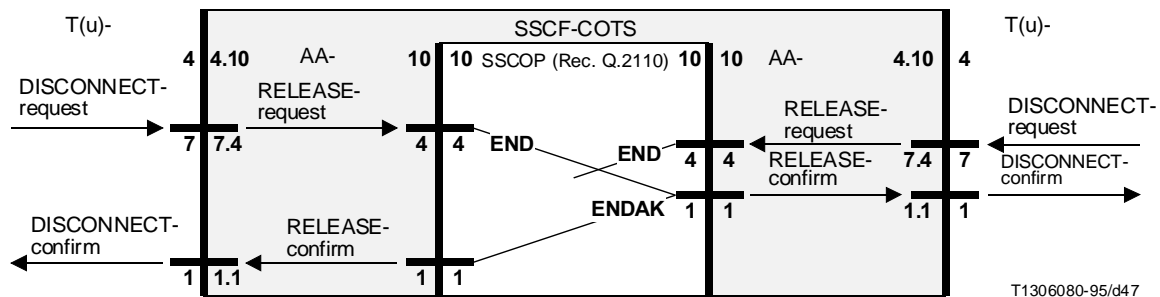 T(u)-
SSCF-COTS
T(u)-
4 4.10 AA- 10 10 SSCOP (Rec. Q.2110) 10 10 AA- 4.10 4
DISCONNECT-
request
RELEASE-
request
RELEASE-
request
DISCONNECT-
request
7 7.4 4 4 END
END 4 4 7.4 7
RELEASE-
confirm
DISCONNECT-
confirm
ENDAK 1 1 1.1 1
DISCONNECT-
confirm
RELEASE-
confirm
1 1.1 1 1
T1306080-95/d47